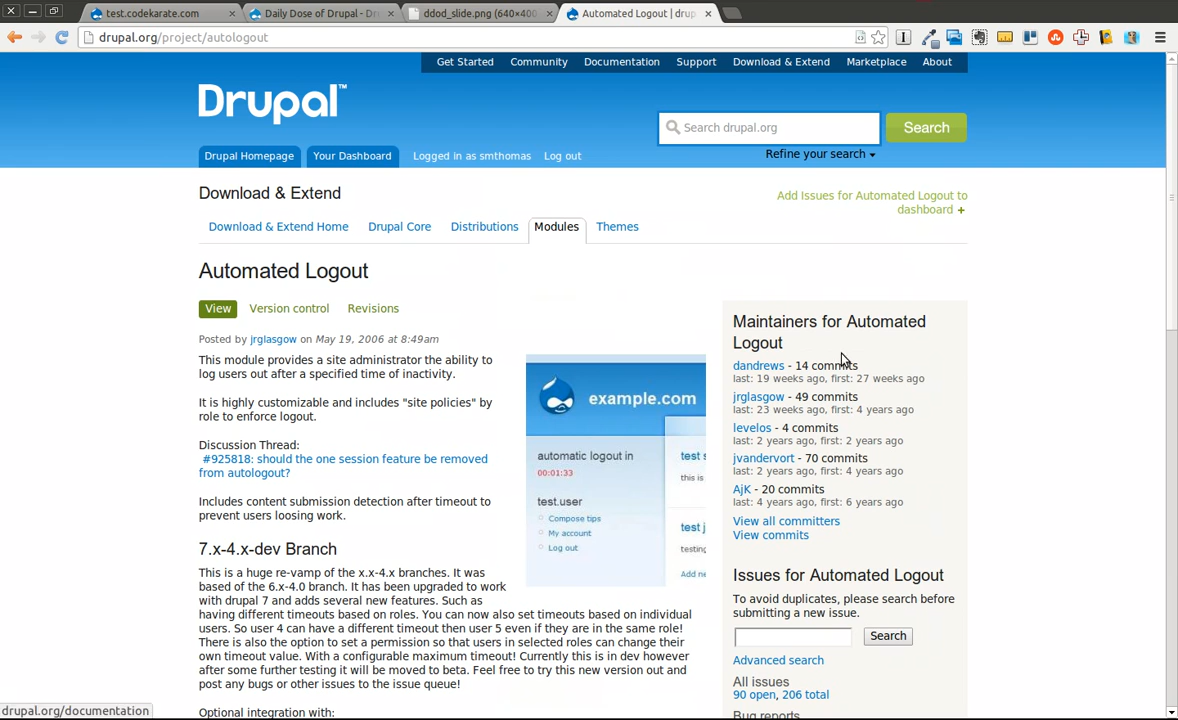 test.codekarate.com
Daily Dose of Drupal - Dr
ddod_slide.png (640×400
Automated Logout | drup
drupal.org/project/autologout
Get Started
Community
Documentation
Support
Download & Extend
Marketplace
About
Drupal™
Search drupal.org
Search
Refine your search
Drupal Homepage
Your Dashboard
Logged in as smthomas
Log out
Download & Extend
Add Issues for Automated Logout to
dashboard +
Download & Extend Home
Drupal Core
Distributions
Modules
Themes
Automated Logout
View
Version control
Revisions
Posted by jrglasgow on May 19, 2006 at 8:49am
This module provides a site administrator the ability to
log users out after a specified time of inactivity.
It is highly customizable and includes "site policies" by
role to enforce logout.
Discussion Thread:
#925818: should the one session feature be removed
from autologout?
Includes content submission detection after timeout to
prevent users loosing work.
example.com
automatic logout in
00:01:33
test.user
Compose tips
My account
Log out
test s
this is
test j
testing
Add ne
7.x-4.x-dev Branch
This is a huge re-vamp of the x.x-4.x branches. It was
based of the 6.x-4.0 branch. It has been upgraded to work
with drupal 7 and adds several new features. Such as
having different timeouts based on roles. You can now also set timeouts based on individual
users. So user 4 can have a different timeout then user 5 even if they are in the same role!
There is also the option to set a permission so that users in selected roles can change their
own timeout value. With a configurable maximum timeout! Currently this is in dev however
after some further testing it will be moved to beta. Feel free to try this new version out and
post any bugs or other issues to the issue queue!
Optional integration with:
Maintainers for Automated
Logout
dandrews - 14 commits
last: 19 weeks ago, first: 27 weeks ago
jrglasgow - 49 commits
last: 23 weeks ago, first: 4 years ago
levelos - 4 commits
last: 2 years ago, first: 2 years ago
jvandervort - 70 commits
last: 2 years ago, first: 4 years ago
AjK - 20 commits
last: 4 years ago, first: 6 years ago
View all committers
View commits
Issues for Automated Logout
To avoid duplicates, please search before
submitting a new issue.
Search
Advanced search
All issues
90 open, 206 total
Bug reports
drupal.org/documentation